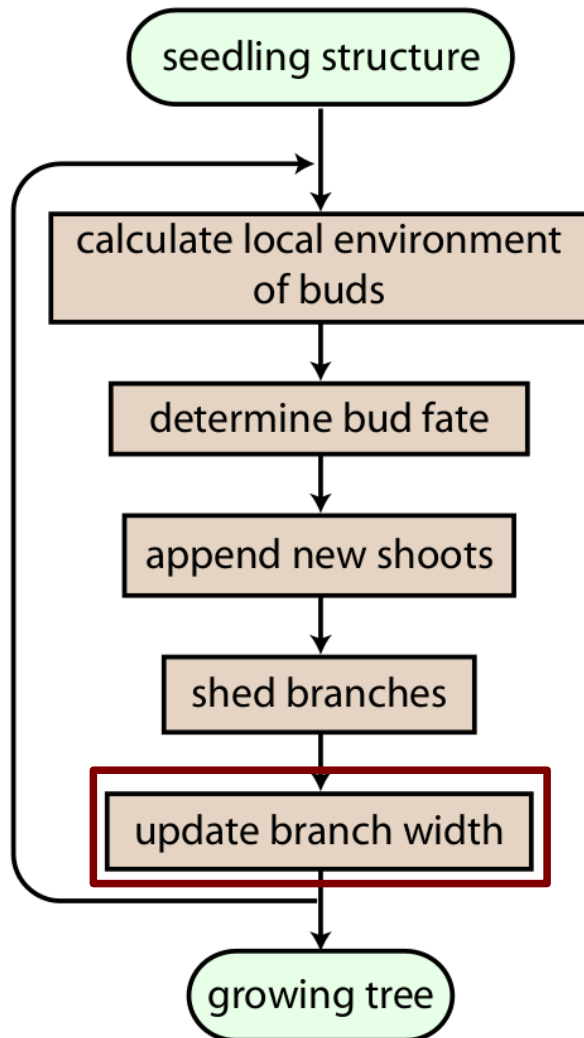 seedling structure
calculate local environment
of buds
determine bud fate
append new shoots
shed branches
update branch width
growing tree